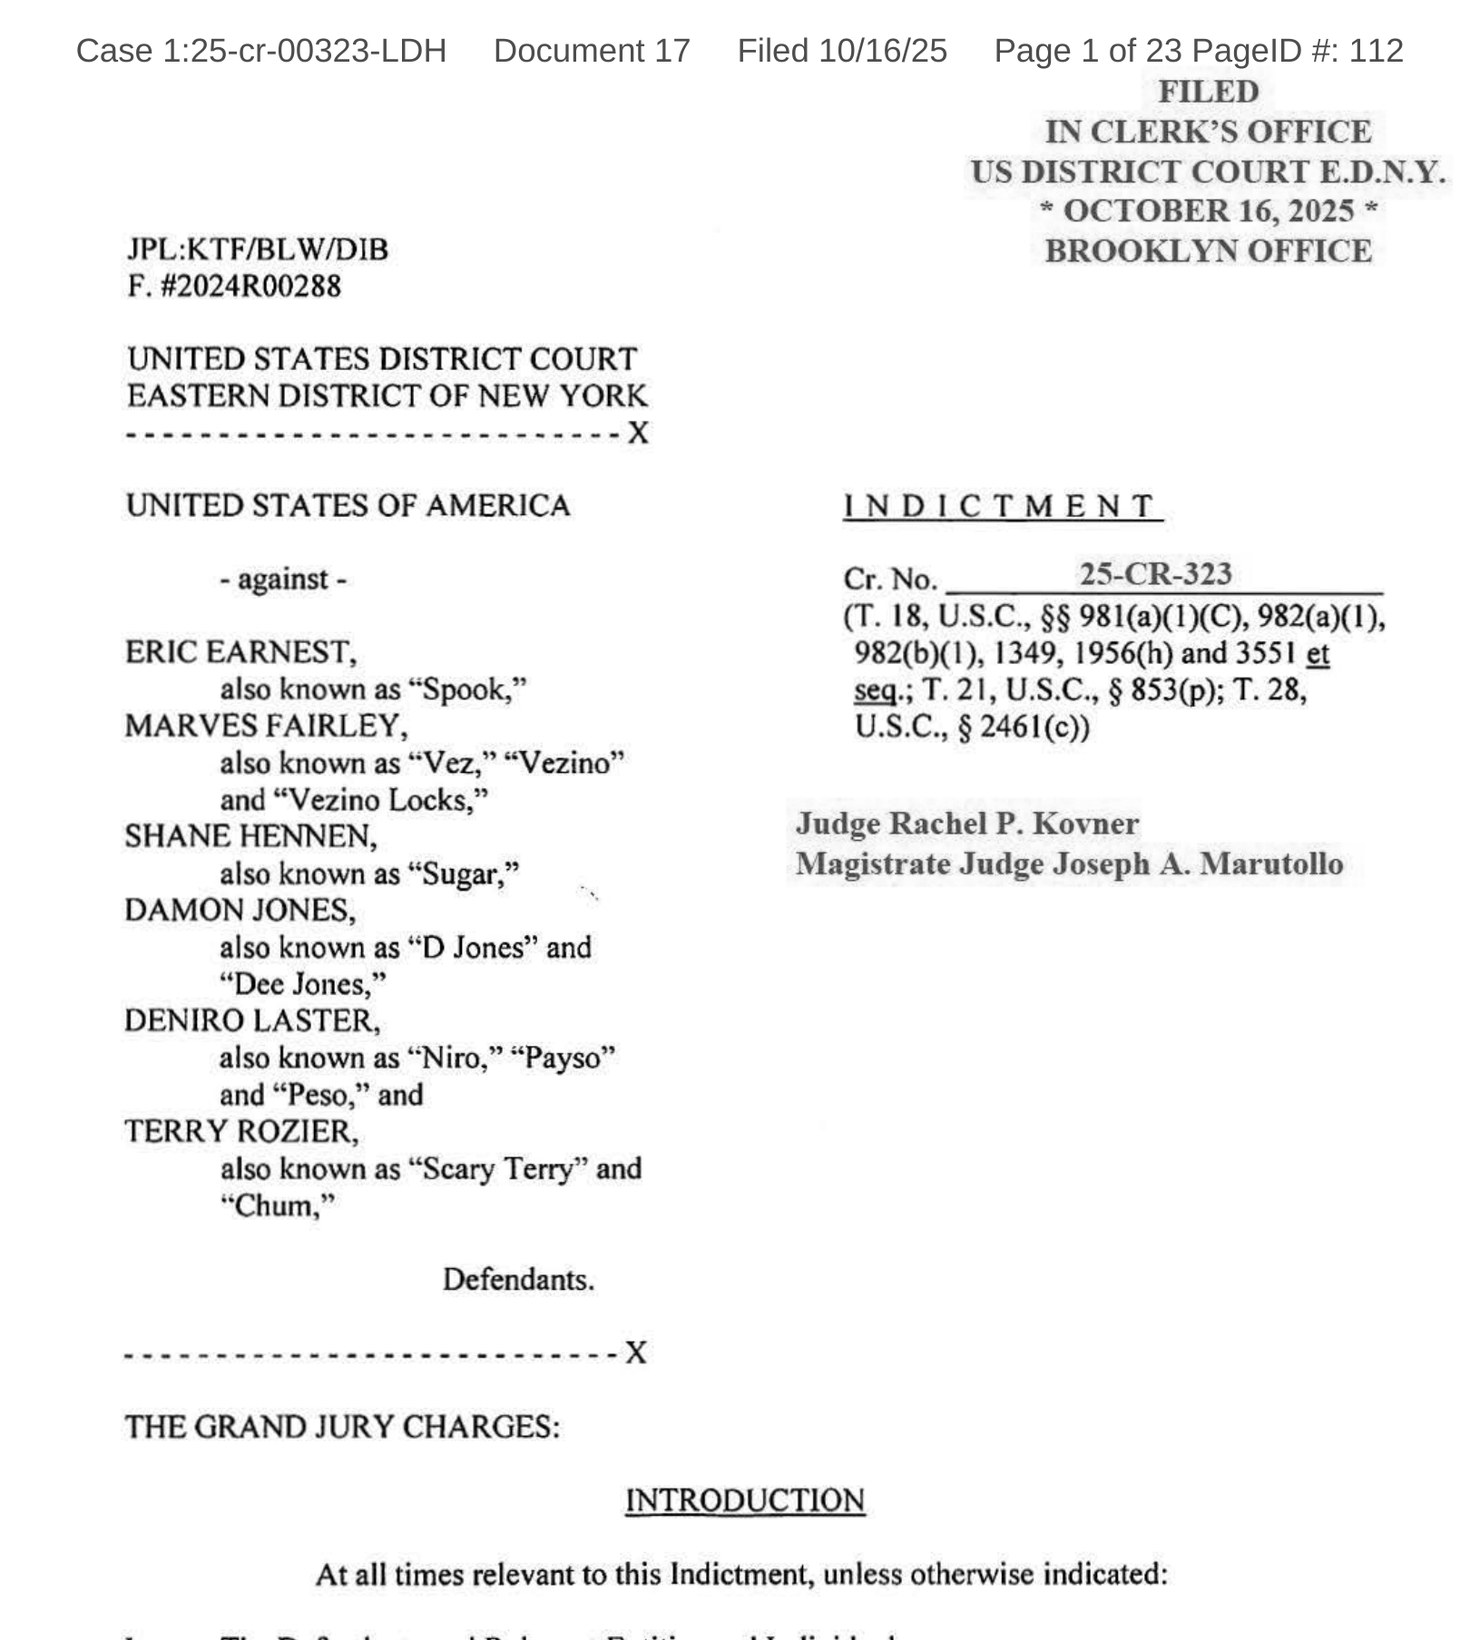 Case 1:25-cr-00323-LDH Document 17 Filed 10/16/25 Page 1 of 23 PageID #: 112
FILED
IN CLERK'S OFFICE
US DISTRICT COURT E.D.N.Y.
* OCTOBER 16, 2025 *
BROOKLYN OFFICE
JPL:KTF/BLW/DIB
F. #2024R00288
UNITED STATES DISTRICT COURT
EASTERN DISTRICT OF NEW YORK
- - - - - - - - - - - - - - - - - - - - - - - - - - - X
UNITED STATES OF AMERICA
- against -
ERIC EARNEST,
also known as “Spook,”
MARVES FAIRLEY,
also known as “Vez,” “Vezino”
and “Vezino Locks,”
SHANE HENNEN,
also known as “Sugar,”
DAMON JONES,
also known as “D Jones” and
“Dee Jones,”
DENIRO LASTER,
also known as “Niro,” “Payso”
and “Peso,” and
TERRY ROZIER,
also known as “Scary Terry” and
“Chum,”
Defendants.
- - - - - - - - - - - - - - - - - - - - - - - - - - - X
I N D I C T M E N T
Cr. No. 25-CR-323
(T. 18, U.S.C., §§ 981(a)(1)(C), 982(a)(1),
982(b)(1), 1349, 1956(h) and 3551 et
seq.; T. 21, U.S.C., § 853(p); T. 28,
U.S.C., § 2461(c))
Judge Rachel P. Kovner
Magistrate Judge Joseph A. Marutollo
THE GRAND JURY CHARGES:
INTRODUCTION
At all times relevant to this Indictment, unless otherwise indicated: